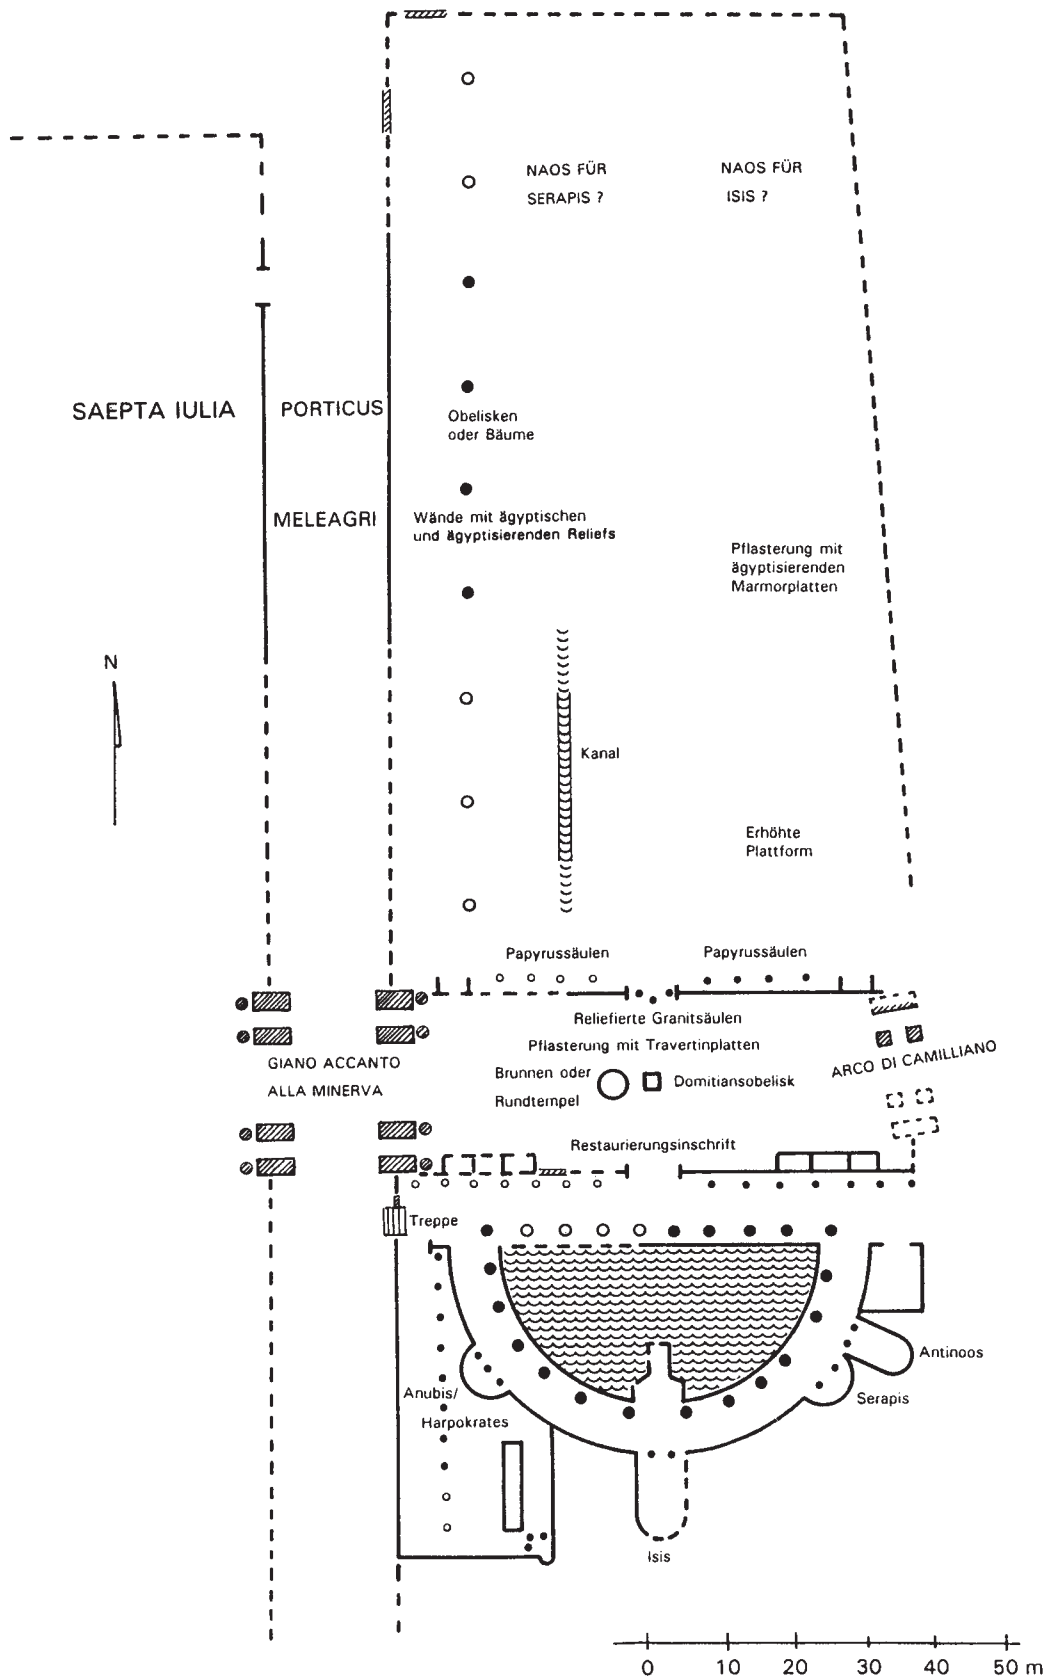 NAOS FÜR
SERAPIS ?
NAOS FÜR
ISIS ?
SAEPTA IULIA
PORTICUS
MELEAGRI
Obelisken
oder Bäume
Wände mit ägyptischen
und ägyptisierenden Reliefs
Pflasterung mit
ägyptisierenden
Marmorplatten
N
Kanal
Erhöhte
Plattform
Papyrussäulen
Papyrussäulen
Reliefierte Granitsäulen
Pflasterung mit Travertinplatten
GIANO ACCANTO
ALLA MINERVA
Brunnen oder
Rundtempel
Domitiansobelisk
ARCO DI CAMILLIANO
Restaurierungsinschrift
Treppe
Antinoos
Serapis
Anubis/
Harpokrates
Isis
0 10 20 30 40 50 m